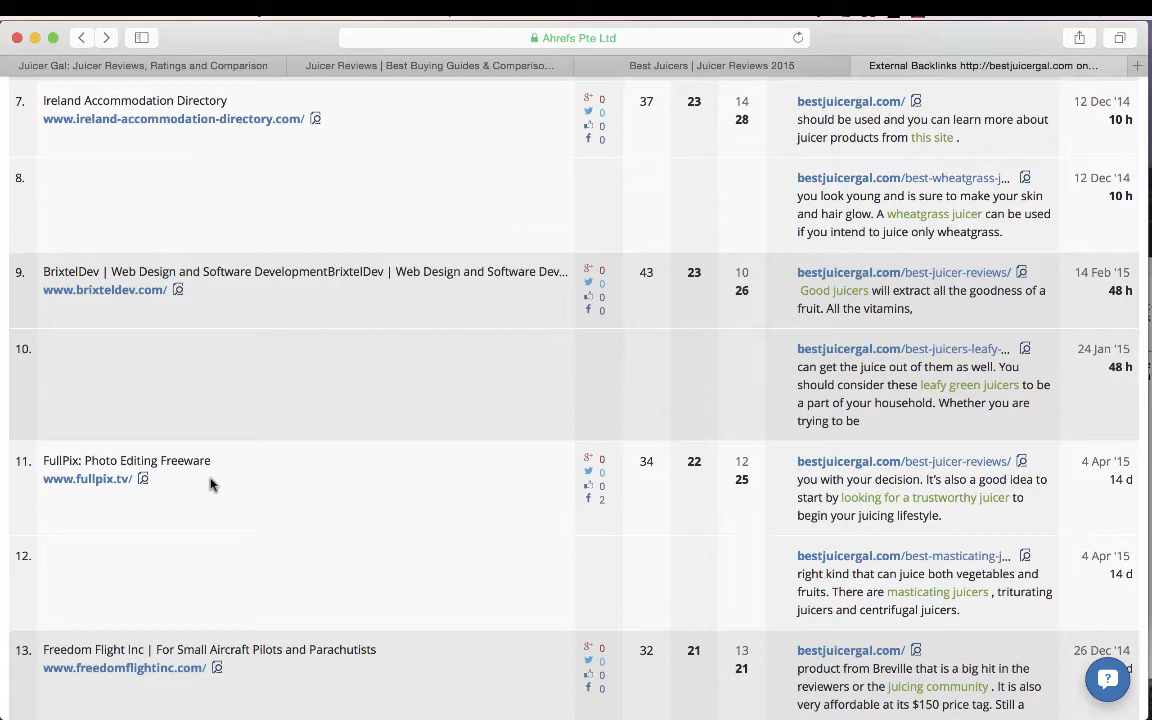 Ahrefs Pte Ltd
Juicer Gal: Juicer Reviews, Ratings and Comparison
Juicer Reviews | Best Buying Guides & Compariso...
Best Juicers | Juicer Reviews 2015
External Backlinks http://bestjuicergal.com on...
7. Ireland Accommodation Directory
www.ireland-accommodation-directory.com/
0
0
0
0
37 23 14
28
bestjuicergal.com/
should be used and you can learn more about
juicer products from this site .
12 Dec '14
10 h
8.
bestjuicergal.com/best-wheatgrass-j...
you look young and is sure to make your skin
and hair glow. A wheatgrass juicer can be used
if you intend to juice only wheatgrass.
12 Dec '14
10 h
9. BrixtelDev | Web Design and Software DevelopmentBrixtelDev | Web Design and Software Dev...
www.brixteldev.com/
0
0
0
0
43 23 10
26
bestjuicergal.com/best-juicer-reviews/
Good juicers will extract all the goodness of a
fruit. All the vitamins,
14 Feb '15
48 h
10.
bestjuicergal.com/best-juicers-leafy-...
can get the juice out of them as well. You
should consider these leafy green juicers to be
a part of your household. Whether you are
trying to be
24 Jan '15
48 h
11. FullPix: Photo Editing Freeware
www.fullpix.tv/
0
0
0
2
34 22 12
25
bestjuicergal.com/best-juicer-reviews/
you with your decision. It's also a good idea to
start by looking for a trustworthy juicer to
begin your juicing lifestyle.
4 Apr '15
14 d
12.
bestjuicergal.com/best-masticating-j...
right kind that can juice both vegetables and
fruits. There are masticating juicers , triturating
juicers and centrifugal juicers.
4 Apr '15
14 d
13. Freedom Flight Inc | For Small Aircraft Pilots and Parachutists
www.freedomflightinc.com/
0
0
0
0
32 21 13
21
bestjuicergal.com/
product from Breville that is a big hit in the
reviewers or the juicing community . It is also
very affordable at its $150 price tag. Still a
26 Dec '14